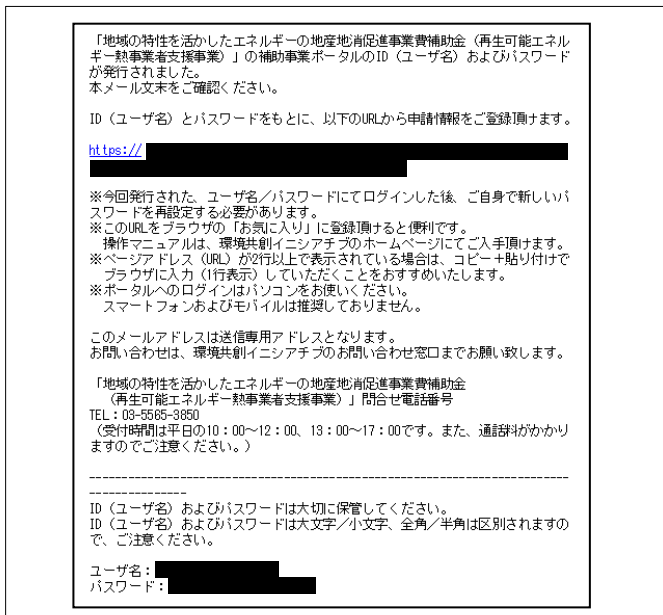 「地域の特性を活かしたエネルギーの地産地消促進事業費補助金（再生可能エネル
ギー熱事業者支援事業）」の補助事業ポータルのID（ユーザ名）およびパスワード
が発行されました。
本メール文末をご確認ください。
ID（ユーザ名）とパスワードをもとに、以下のURLから申請情報をご登録頂けます。
https://
※今回発行された、ユーザ名／パスワードにてログインした後、ご自身で新しいパ
スワードを再設定する必要があります。
※このURLをブラウザの「お気に入り」に登録頂けると便利です。
操作マニュアルは、環境共創イニシアチブのホームページにてご入手頂けます。
※ページアドレス（URL）が2行以上で表示されている場合は、コピー＋貼り付けで
ブラウザに入力（1行表示）していただくことをおすすめいたします。
※ポータルへのログインはパソコンをお使いください。
スマートフォンおよびモバイルは推奨しておりません。
このメールアドレスは送信専用アドレスとなります。
お問い合わせは、環境共創イニシアチブのお問い合わせ窓口までお願い致します。
「地域の特性を活かしたエネルギーの地産地消促進事業費補助金
（再生可能エネルギー熱事業者支援事業）」問合せ電話番号
TEL：03-5565-3850
（受付時間は平日の10：00～12：00、13：00～17：00です。また、通話料がかかり
ますのでご注意ください。）
--------------------------------------------------------------------------
---------------
ID（ユーザ名）およびパスワードは大切に保管してください。
ID（ユーザ名）およびパスワードは大文字／小文字、全角／半角は区別されますの
で、ご注意ください。
ユーザ名：
パスワード：